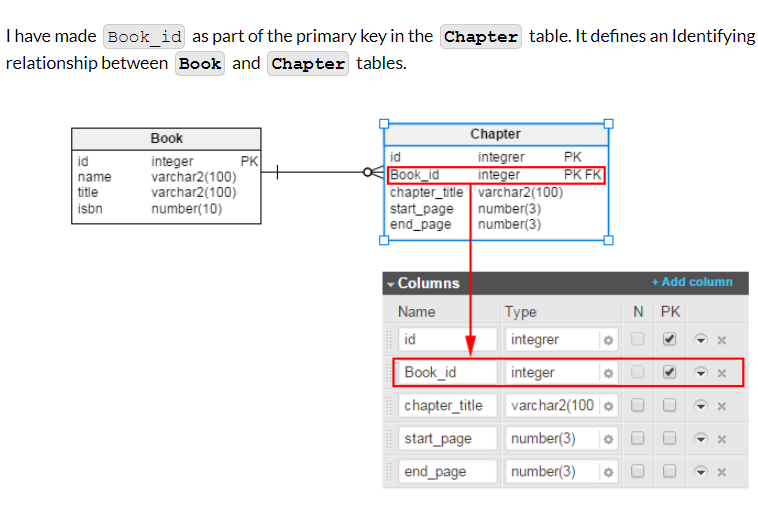 I have made Book_id as part of the primary key in the Chapter table. It defines an Identifying
relationship between Book and Chapter tables.
Book
id integer PK
name varchar2(100)
title varchar2(100)
isbn number(10)
Chapter
id integrer PK
Book_id integer PK FK
chapter_title varchar2(100)
start_page number(3)
end_page number(3)
Columns + Add column
Name Type N PK
id integrer
Book_id integer
chapter_title varchar2(100
start_page number(3)
end_page number(3)